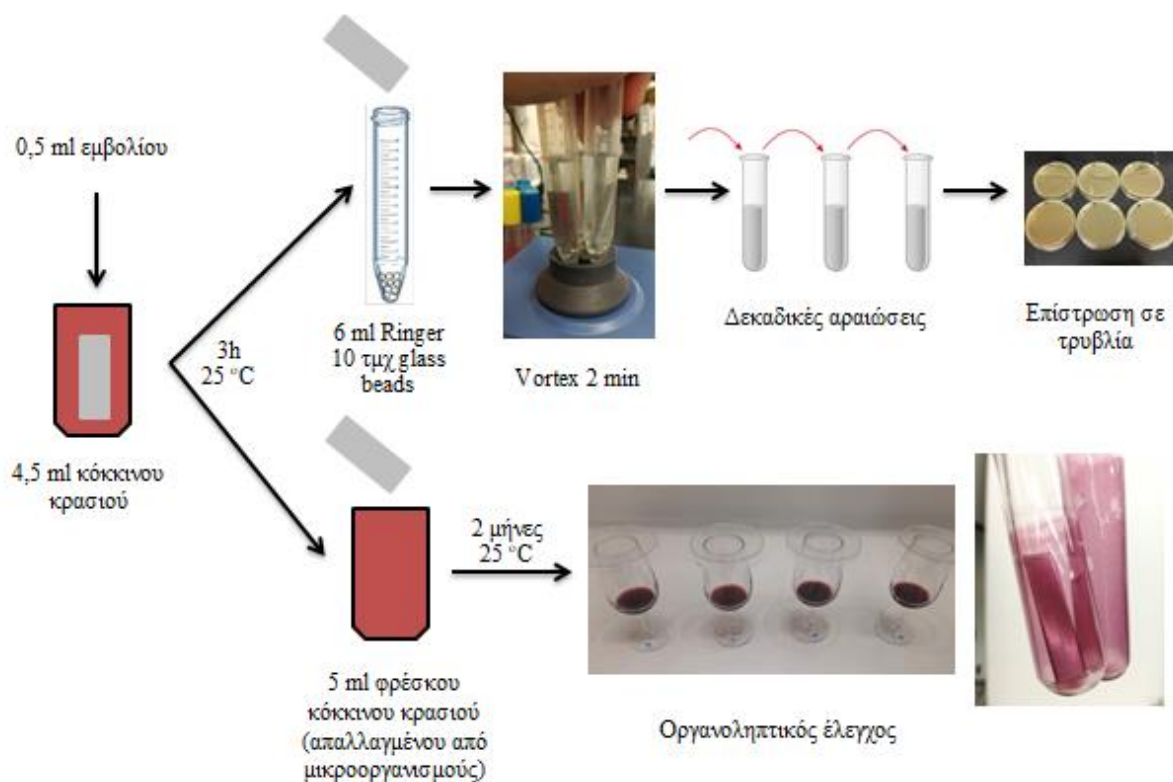 0,5 ml εμβολίου
4,5 ml κόκκινου
κρασιού
3h
25 °C
6 ml Ringer
10 τμχ glass
beads
Vortex 2 min
Δεκαδικές αραιώσεις
Επίστρωση σε
τρυβλία
5 ml φρέσκου
κόκκινου κρασιού
(απαλλαγμένου από
μικροοργανισμούς)
2 μήνες
25 °C
Οργανοληπτικός έλεγχος